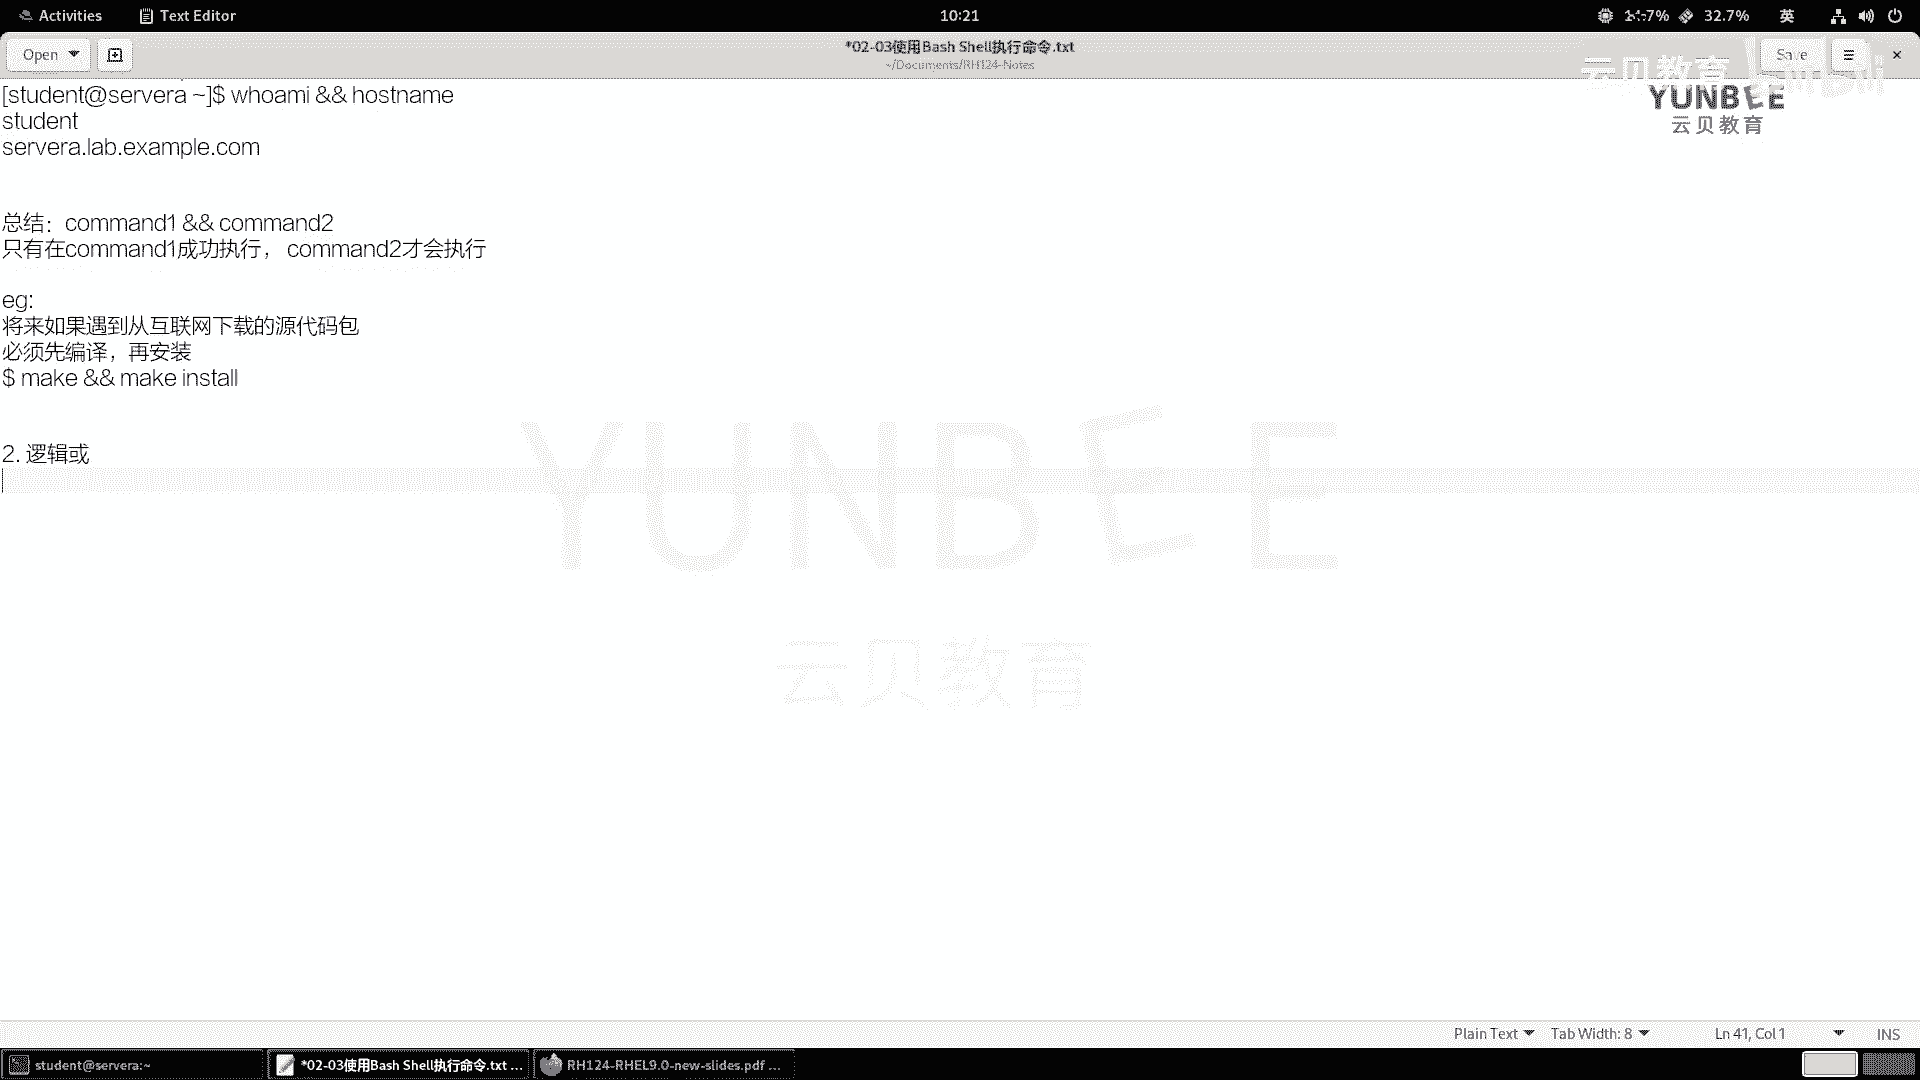 Activities
Text Editor
10:21
32.7%
英
Open
*02-03使用Bash Shell执行命令.txt
~/Documents/RH124-Notes
Save
云贝教育
YUNBEE
云贝教育
[student@servera ~]$ whoami && hostname
student
servera.lab.example.com
总结：command1 && command2
只有在command1成功执行， command2才会执行
eg:
将来如果遇到从互联网下载的源代码包
必须先编译，再安装
$ make && make install
2. 逻辑或
YUNBEE
云贝教育
Plain Text
Tab Width: 8
Ln 41, Col 1
INS
student@servera:~
*02-03使用Bash Shell执行命令.txt ...
RH124-RHEL9.0-new-slides.pdf ...